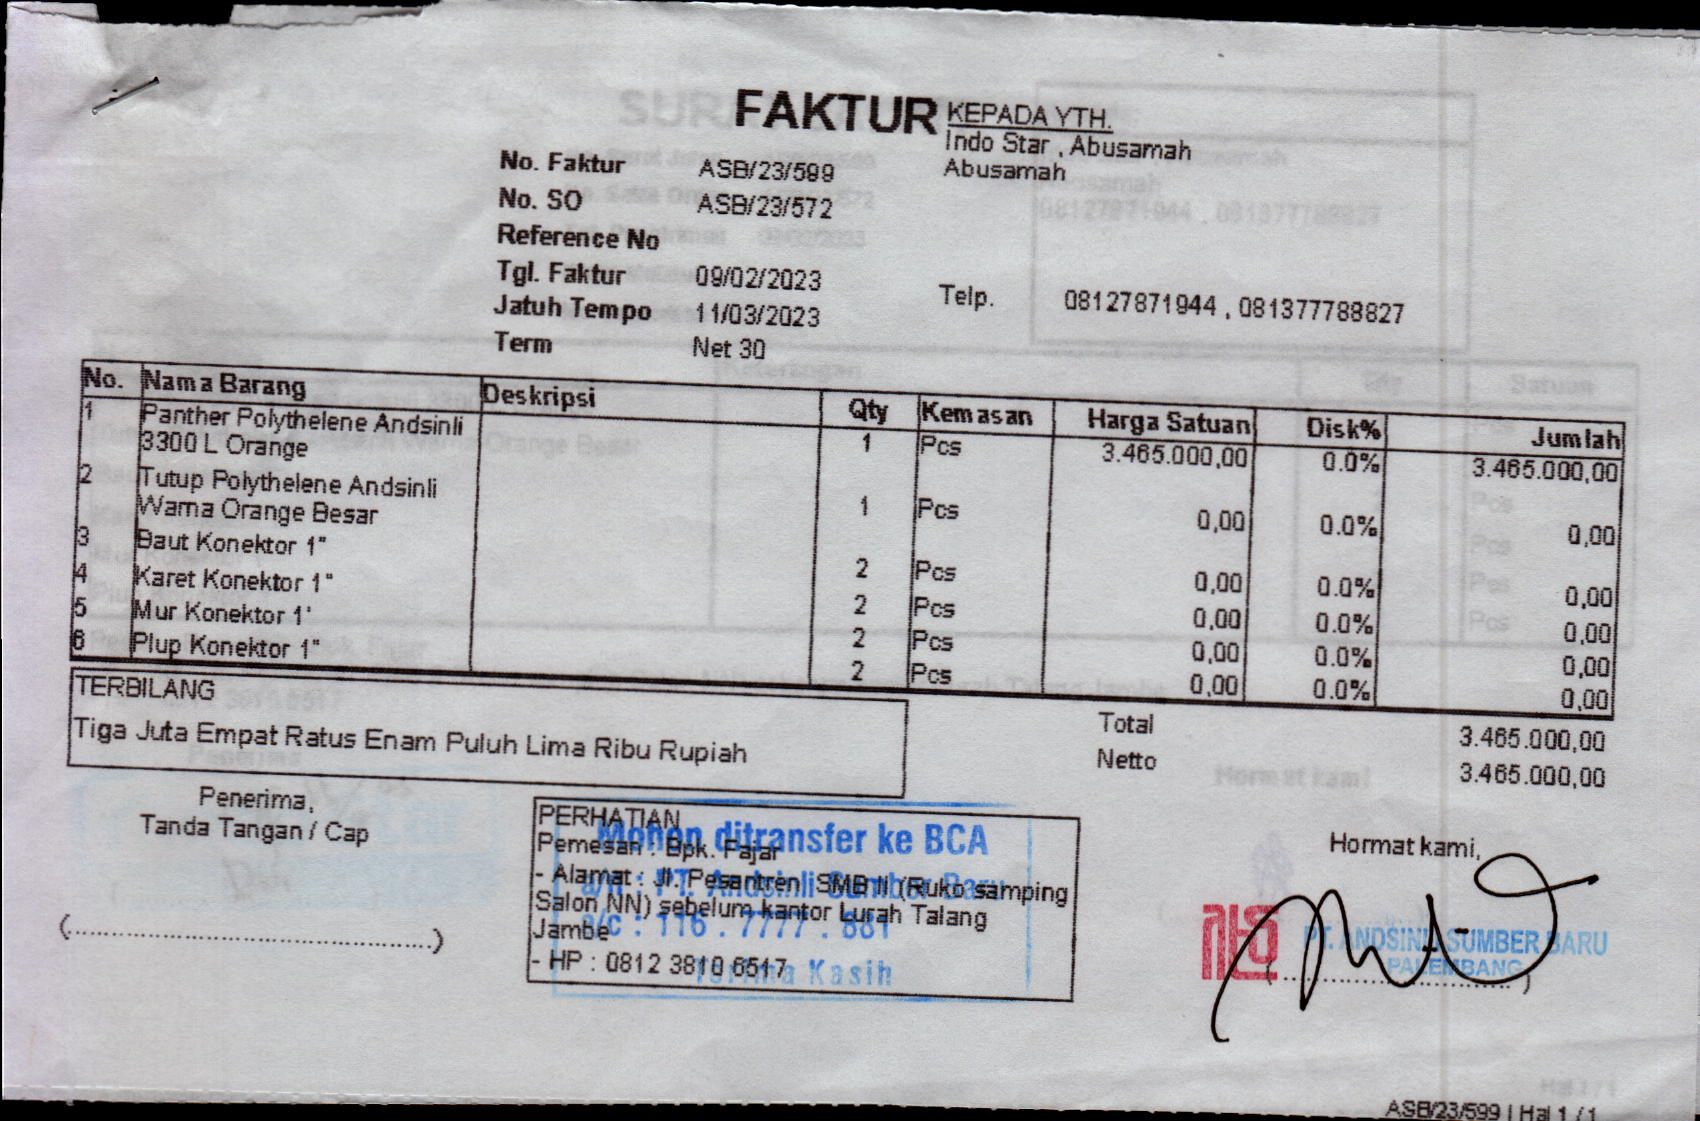 FAKTUR
KEPADA YTH.
Indo Star , Abusamah
Abusamah
No. Faktur ASB/23/599
No. SO ASB/23/572
Reference No
Tgl. Faktur 09/02/2023
Jatuh Tempo 11/03/2023
Term Net 30
Telp. 08127871944 , 081377788827
No. Nama Barang Deskripsi Qty Kemasan Harga Satuan Disk% Jumlah
1 Panther Polythelene Andsinli 1 Pcs 3.465.000,00 0.0% 3.465.000,00
3300 L Orange
2 Tutup Polythelene Andsinli 1 Pcs 0,00 0.0% 0,00
Warna Orange Besar
3 Baut Konektor 1" 2 Pcs 0,00 0.0% 0,00
4 Karet Konektor 1" 2 Pcs 0,00 0.0% 0,00
5 Mur Konektor 1' 2 Pcs 0,00 0.0% 0,00
6 Plup Konektor 1" 2 Pcs 0,00 0.0% 0,00
TERBILANG
Tiga Juta Empat Ratus Enam Puluh Lima Ribu Rupiah
Total 3.465.000,00
Netto 3.465.000,00
Penerima,
Tanda Tangan / Cap
(....................................................)
PERHATIAN
Pemesan : Bpk. Fajar
- Alamat : Jl. Pesantren SMB II (Ruko samping
Salon NN) sebelum kantor Lurah Talang
Jambe
- HP : 0812 3810 6517
Mohon ditransfer ke BCA
a/n : PT. Andsinli Sumber Baru
a/c : 116 . 7777 . 881
Terima Kasih
Hormat kami,
PT. ANDSINLI SUMBER BARU
PALEMBANG
(....................................)
ASB/23/599 | Hal 1 / 1